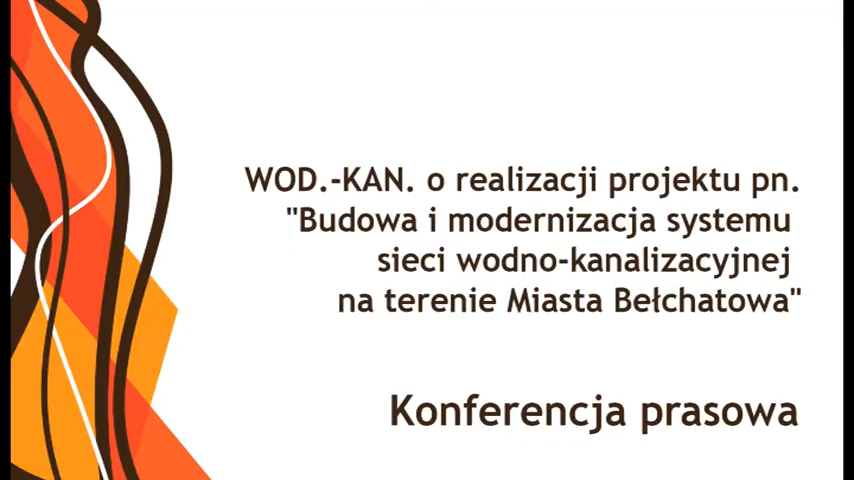 WOD.-KAN. o realizacji projektu pn.
"Budowa i modernizacja systemu
sieci wodno-kanalizacyjnej
na terenie Miasta Bełchatowa"
Konferencja prasowa